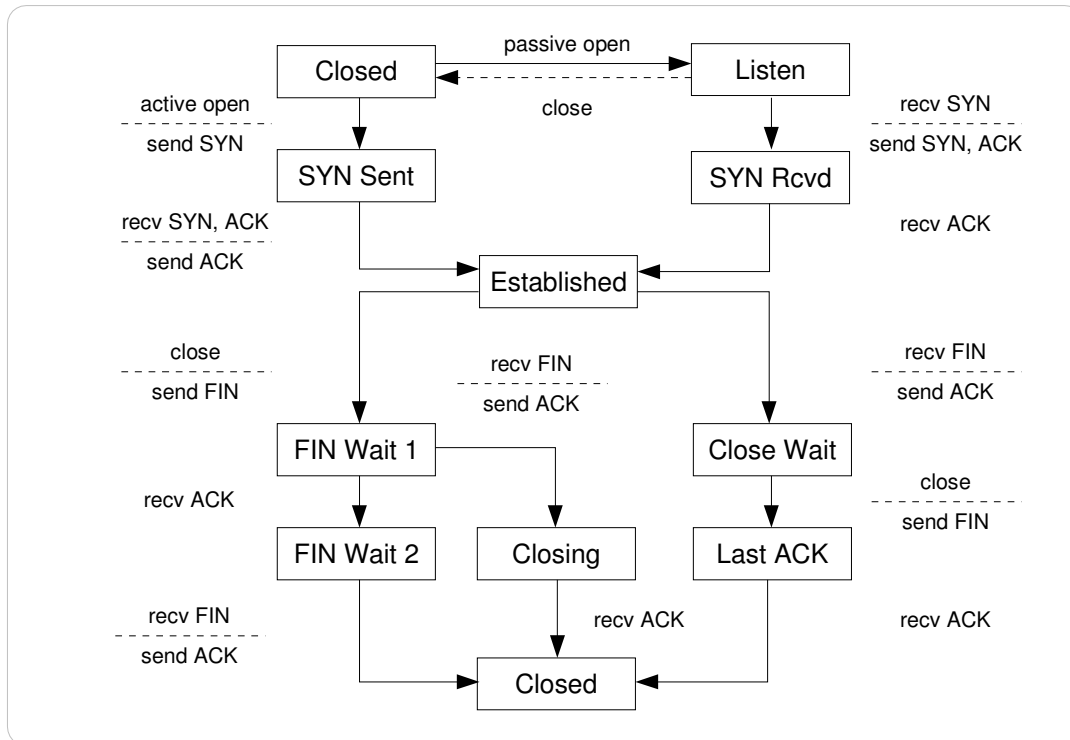 passive open
Closed
Listen
close
active open
send SYN
recv SYN
send SYN, ACK
SYN Sent
SYN Rcvd
recv SYN, ACK
send ACK
recv ACK
Established
close
send FIN
recv FIN
send ACK
recv FIN
send ACK
FIN Wait 1
Close Wait
recv ACK
close
send FIN
FIN Wait 2
Closing
Last ACK
recv FIN
send ACK
recv ACK
recv ACK
Closed